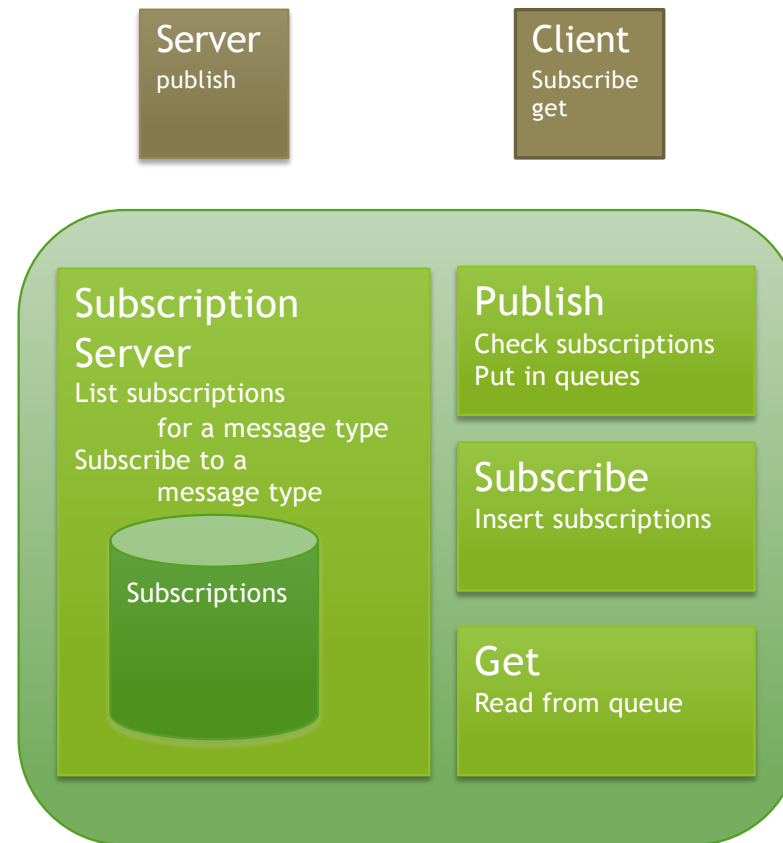 Server
publish
Client
Subscribe
get
Subscription
Server
List subscriptions
for a message type
Subscribe to a
message type
Subscriptions
Publish
Check subscriptions
Put in queues
Subscribe
Insert subscriptions
Get
Read from queue